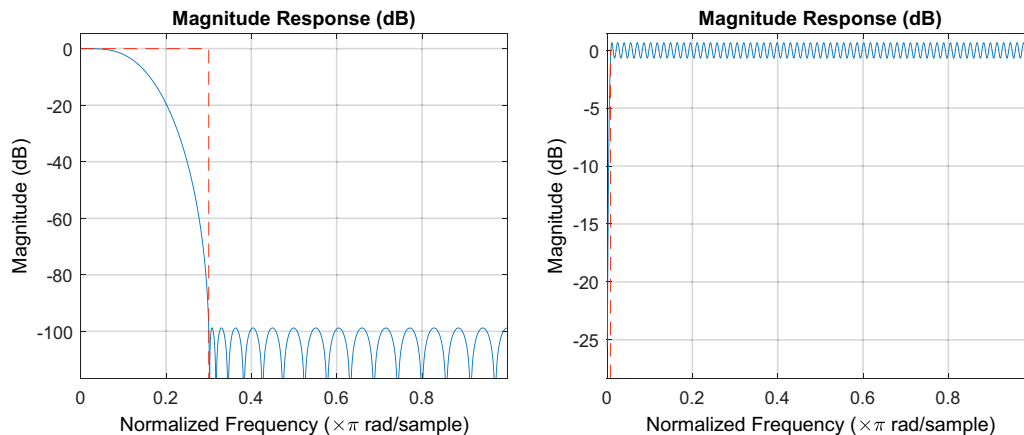 Magnitude Response (dB)
0
-20
-40
-60
-80
-100
Magnitude (dB)
0 0.2 0.4 0.6 0.8
Normalized Frequency (×π rad/sample)
Magnitude Response (dB)
0
-5
-10
-15
-20
-25
Magnitude (dB)
0 0.2 0.4 0.6 0.8
Normalized Frequency (×π rad/sample)